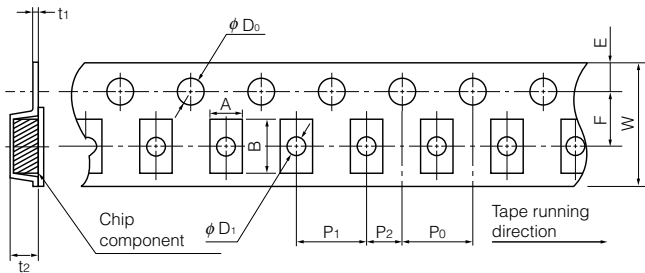 t1
φ D0
E
A
F
W
B
Chip
component
φ D1
P1
P2
P0
Tape running
direction
t2